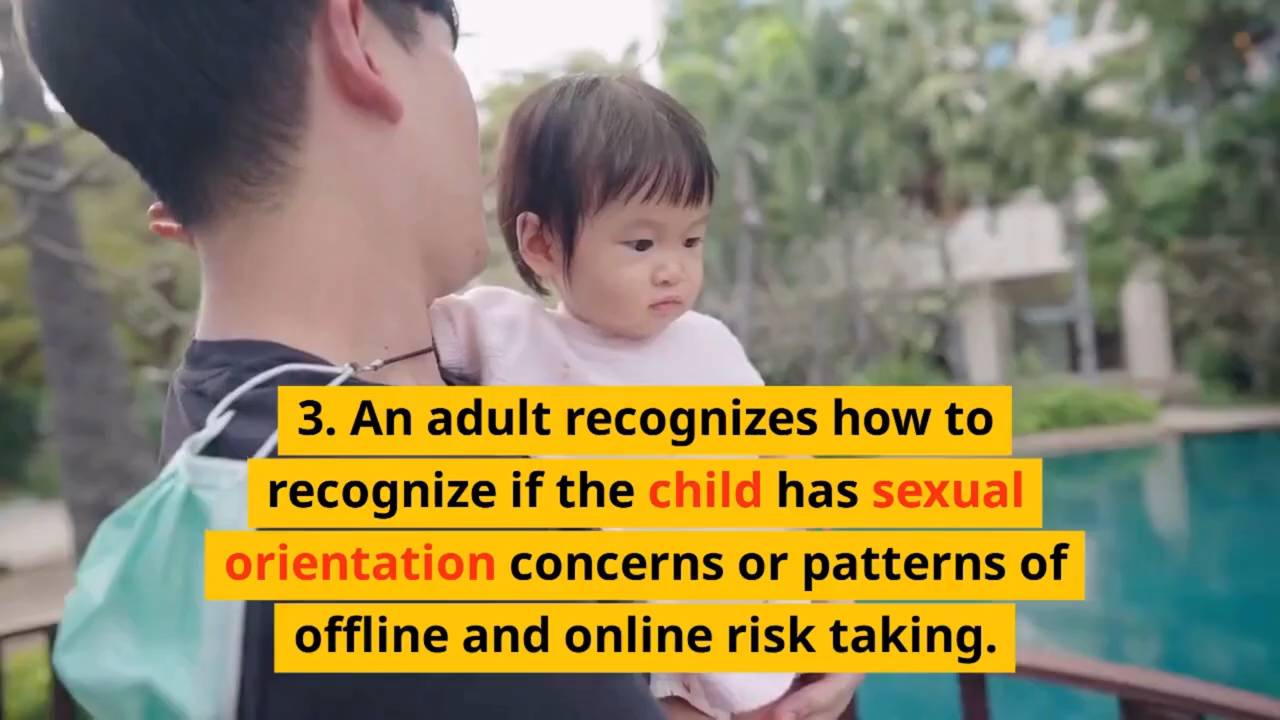 3. An adult recognizes how to
recognize if the child has sexual
orientation concerns or patterns of
offline and online risk taking.